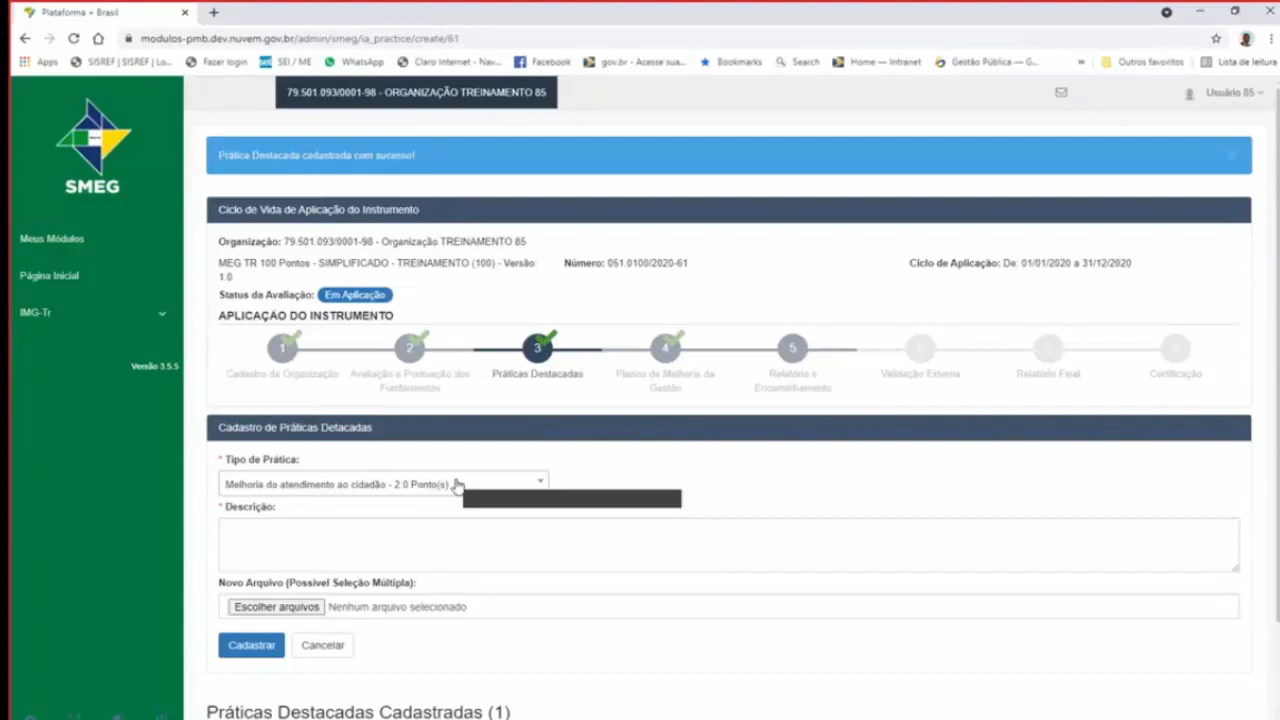 Plataforma + Brasil
modulos-pmb.dev.nuvem.gov.br/admin/smeg/ia_practice/create/61
Apps SISREF | SISREF | Lo... Fazer login SEI / ME WhatsApp Claro Internet - Nav... Facebook gov.br - Acesse sua... Bookmarks Search Home — Intranet Gestão Pública — G... » Outros favoritos Lista de leitura
79.501.093/0001-98 - ORGANIZAÇÃO TREINAMENTO 85
Usuário 85
SMEG
Meus Módulos
Página Inicial
IMG-Tr
Versão 3.5.5
Prática Destacada cadastrada com sucesso!
Ciclo de Vida de Aplicação do Instrumento
Organização: 79.501.093/0001-98 - Organização TREINAMENTO 85
MEG TR 100 Pontos - SIMPLIFICADO - TREINAMENTO (100) - Versão: Número: 051.0100/2020-61 Ciclo de Aplicação: De: 01/01/2020 a 31/12/2020
1.0
Status da Avaliação: Em Aplicação
APLICAÇÃO DO INSTRUMENTO
1 2 3 4 5
Cadastro da Organização Avaliação e Pontuação dos Práticas Destacadas Planos de Melhoria da Relatório e Validação Externa Relatório Final Certificação
Fundamentos Gestão Encaminhamento
Cadastro de Práticas Detacadas
* Tipo de Prática:
Melhoria do atendimento ao cidadão - 2.0 Ponto(s)
* Descrição:
Novo Arquivo (Possível Seleção Múltipla):
Escolher arquivos Nenhum arquivo selecionado
Cadastrar Cancelar
Práticas Destacadas Cadastradas (1)